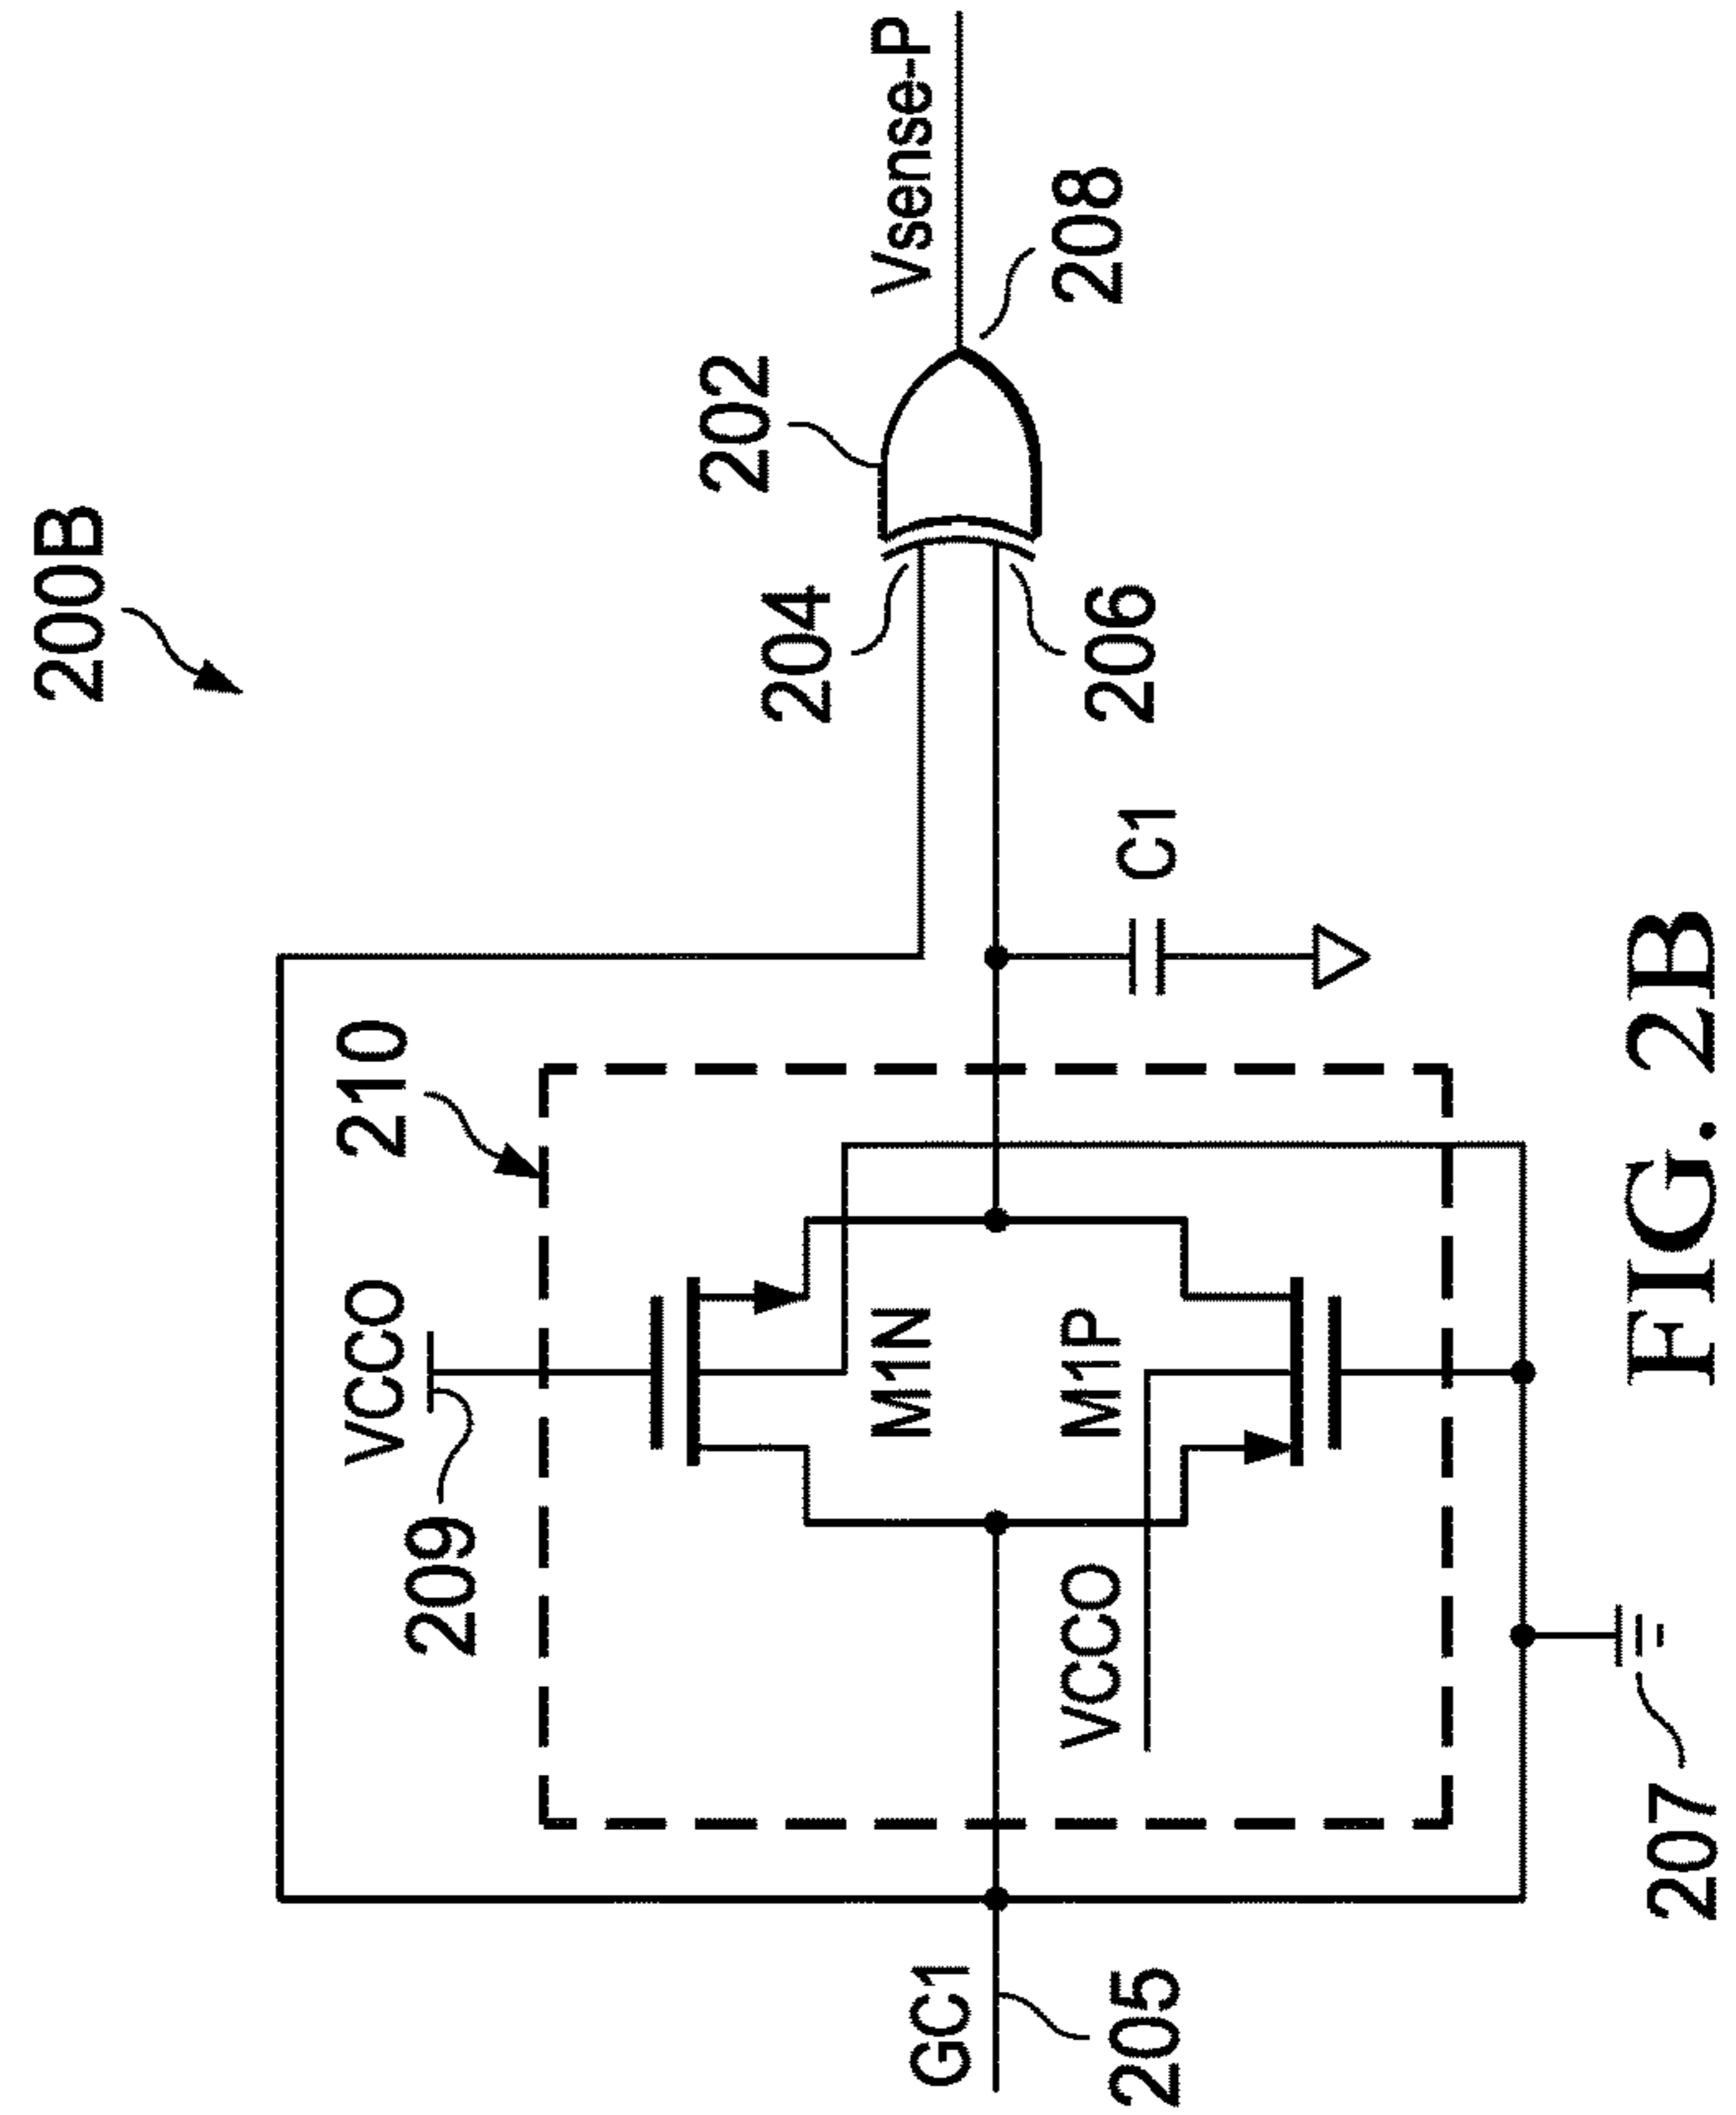 200B
210
VCCO
209
M1N
M1P
VCCO
GC1
205
207
204
206
202
208
C1
Vsense-P
FIG. 2B